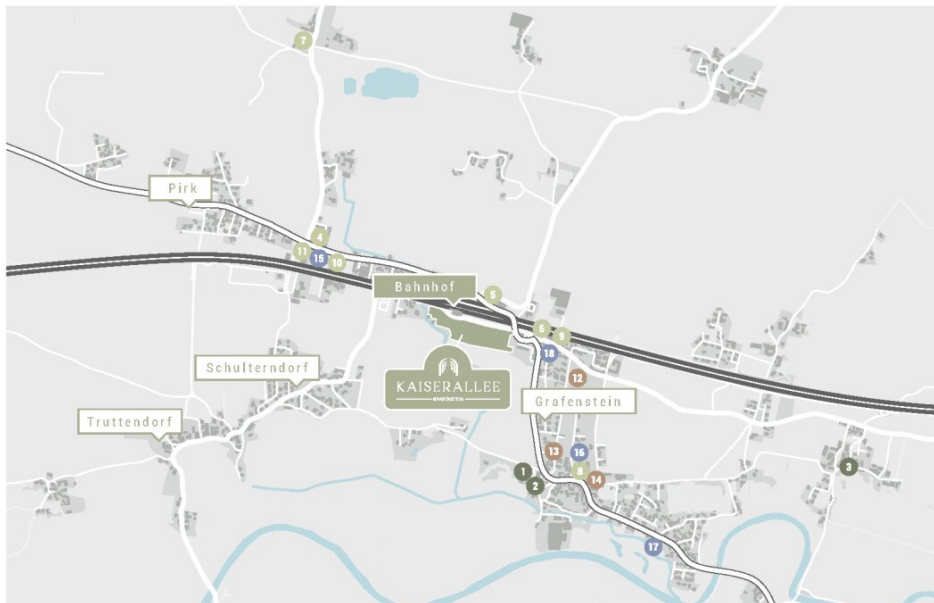 7
Pirk
4
11
15
10
Bahnhof
5
6
9
18
KAISERALLEE
GRAFENSTEIN
Schulterndorf
12
Grafenstein
Truttendorf
13
16
1
8
14
2
3
17